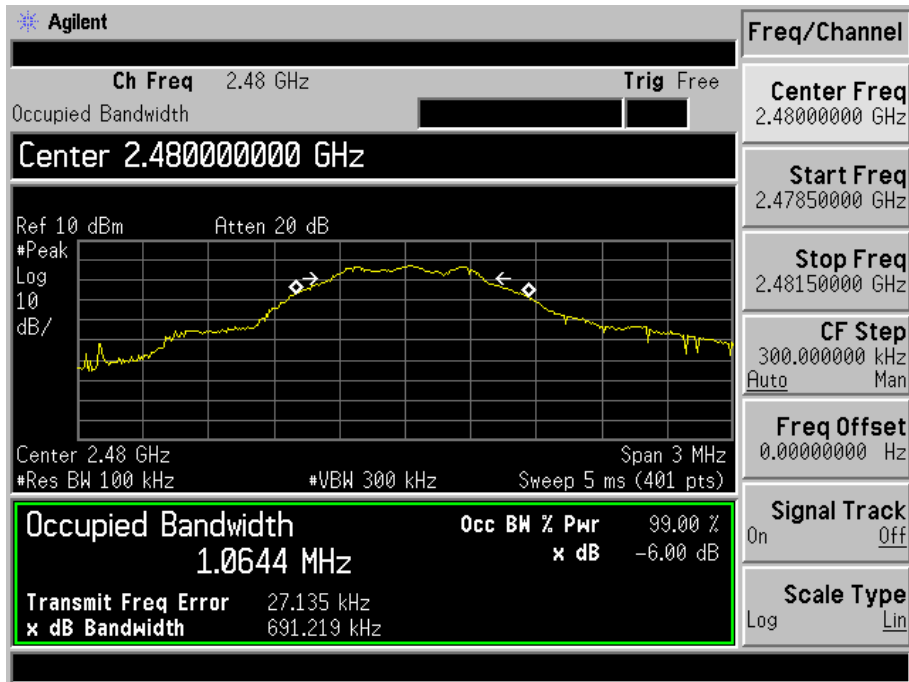 Agilent
Freq/Channel
Ch Freq 2.48 GHz Trig Free
Occupied Bandwidth
Center 2.480000000 GHz
Ref 10 dBm Atten 20 dB
#Peak
Log
10
dB/
Center 2.48 GHz Span 3 MHz
#Res BW 100 kHz #VBW 300 kHz Sweep 5 ms (401 pts)
Occupied Bandwidth
1.0644 MHz
Occ BW % Pwr 99.00 %
x dB -6.00 dB
Transmit Freq Error 27.135 kHz
x dB Bandwidth 691.219 kHz
Center Freq
2.48000000 GHz
Start Freq
2.47850000 GHz
Stop Freq
2.48150000 GHz
CF Step
300.000000 kHz
Auto Man
Freq Offset
0.00000000 Hz
Signal Track
On Off
Scale Type
Log Lin